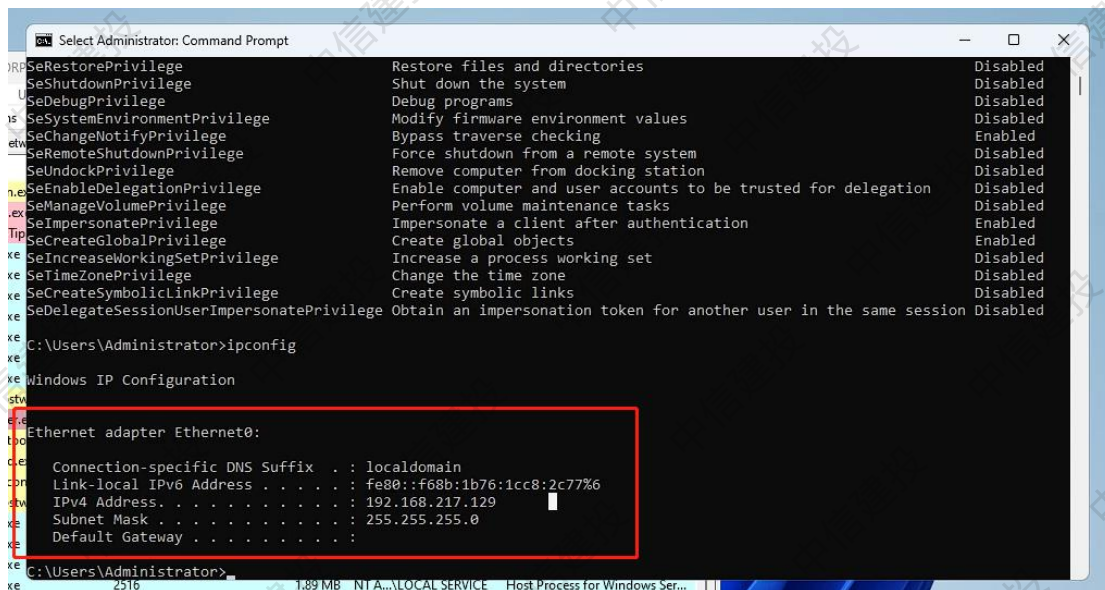 Select Administrator: Command Prompt
SeRestorePrivilege Restore files and directories Disabled
SeShutdownPrivilege Shut down the system Disabled
SeDebugPrivilege Debug programs Disabled
SeSystemEnvironmentPrivilege Modify firmware environment values Disabled
SeChangeNotifyPrivilege Bypass traverse checking Enabled
SeRemoteShutdownPrivilege Force shutdown from a remote system Disabled
SeUndockPrivilege Remove computer from docking station Disabled
SeEnableDelegationPrivilege Enable computer and user accounts to be trusted for delegation Disabled
SeManageVolumePrivilege Perform volume maintenance tasks Disabled
SeImpersonatePrivilege Impersonate a client after authentication Enabled
SeCreateGlobalPrivilege Create global objects Enabled
SeIncreaseWorkingSetPrivilege Increase a process working set Disabled
SeTimeZonePrivilege Change the time zone Disabled
SeCreateSymbolicLinkPrivilege Create symbolic links Disabled
SeDelegateSessionUserImpersonatePrivilege Obtain an impersonation token for another user in the same session Disabled
C:\Users\Administrator>ipconfig
Windows IP Configuration
Ethernet adapter Ethernet0:
Connection-specific DNS Suffix . : localdomain
Link-local IPv6 Address . . . . . : fe80::f68b:1b76:1cc8:2c77%6
IPv4 Address. . . . . . . . . . . : 192.168.217.129
Subnet Mask . . . . . . . . . . . : 255.255.255.0
Default Gateway . . . . . . . . . :
C:\Users\Administrator>
2516 1.89 MB NT A...\LOCAL SERVICE Host Process for Windows Ser...
中信建投